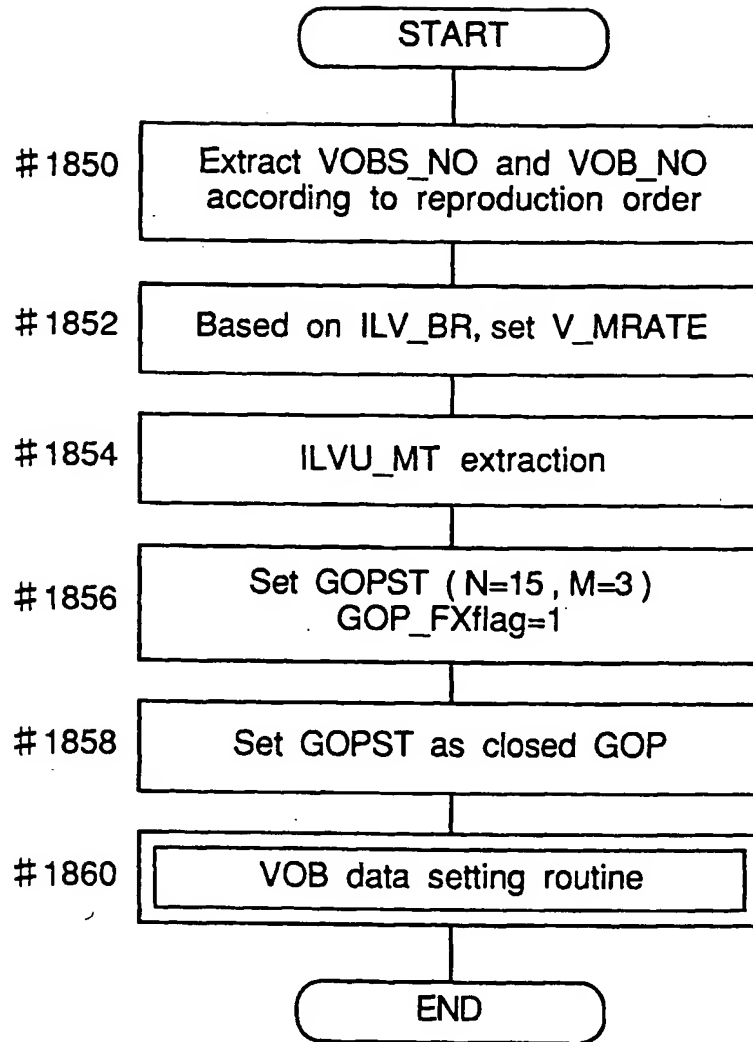 START
#1850
Extract VOBS_NO and VOB_NO
according to reproduction order
#1852
Based on ILV_BR, set V_MRATE
#1854
ILVU_MT extraction
#1856
Set GOPST (N=15, M=3)
GOP_FXflag=1
#1858
Set GOPST as closed GOP
#1860
VOB data setting routine
END